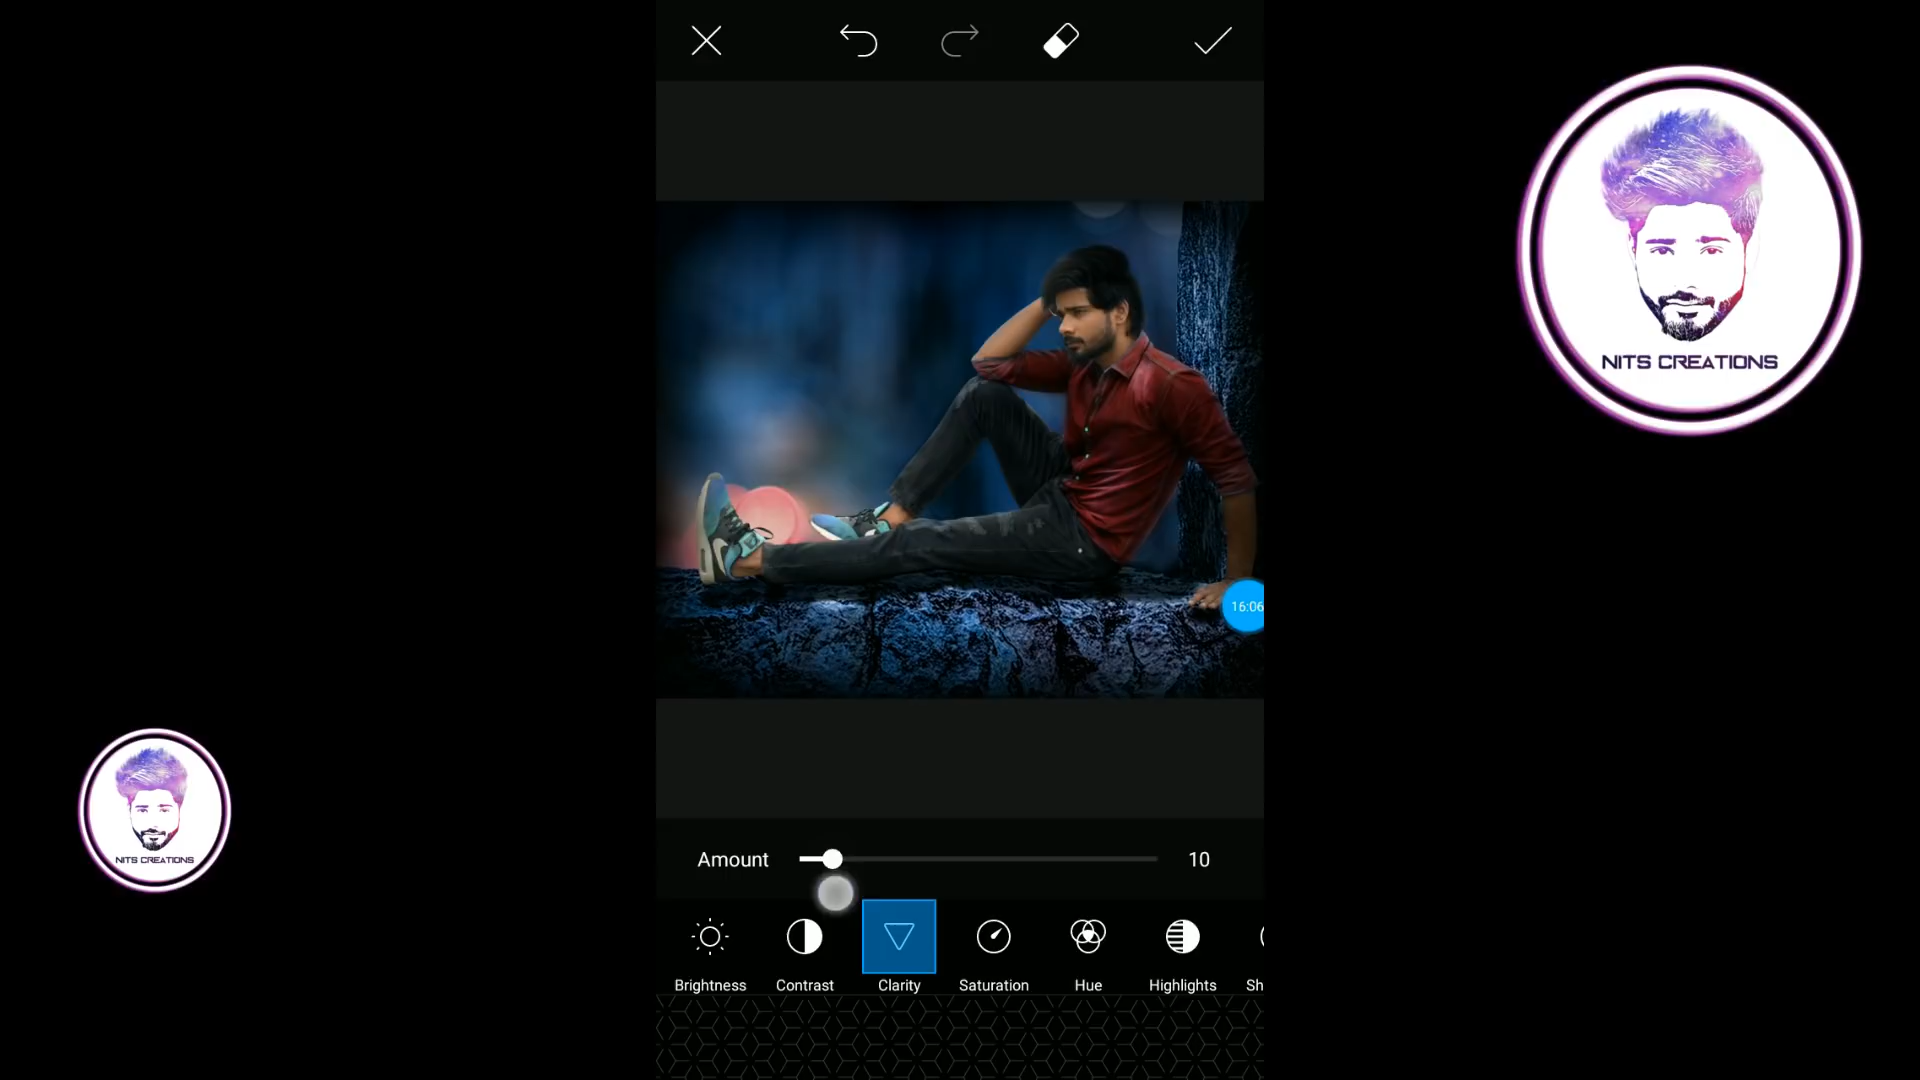 NITS CREATIONS
16:06
NITS CREATIONS
Amount 10
Brightness Contrast Clarity Saturation Hue Highlights Sh